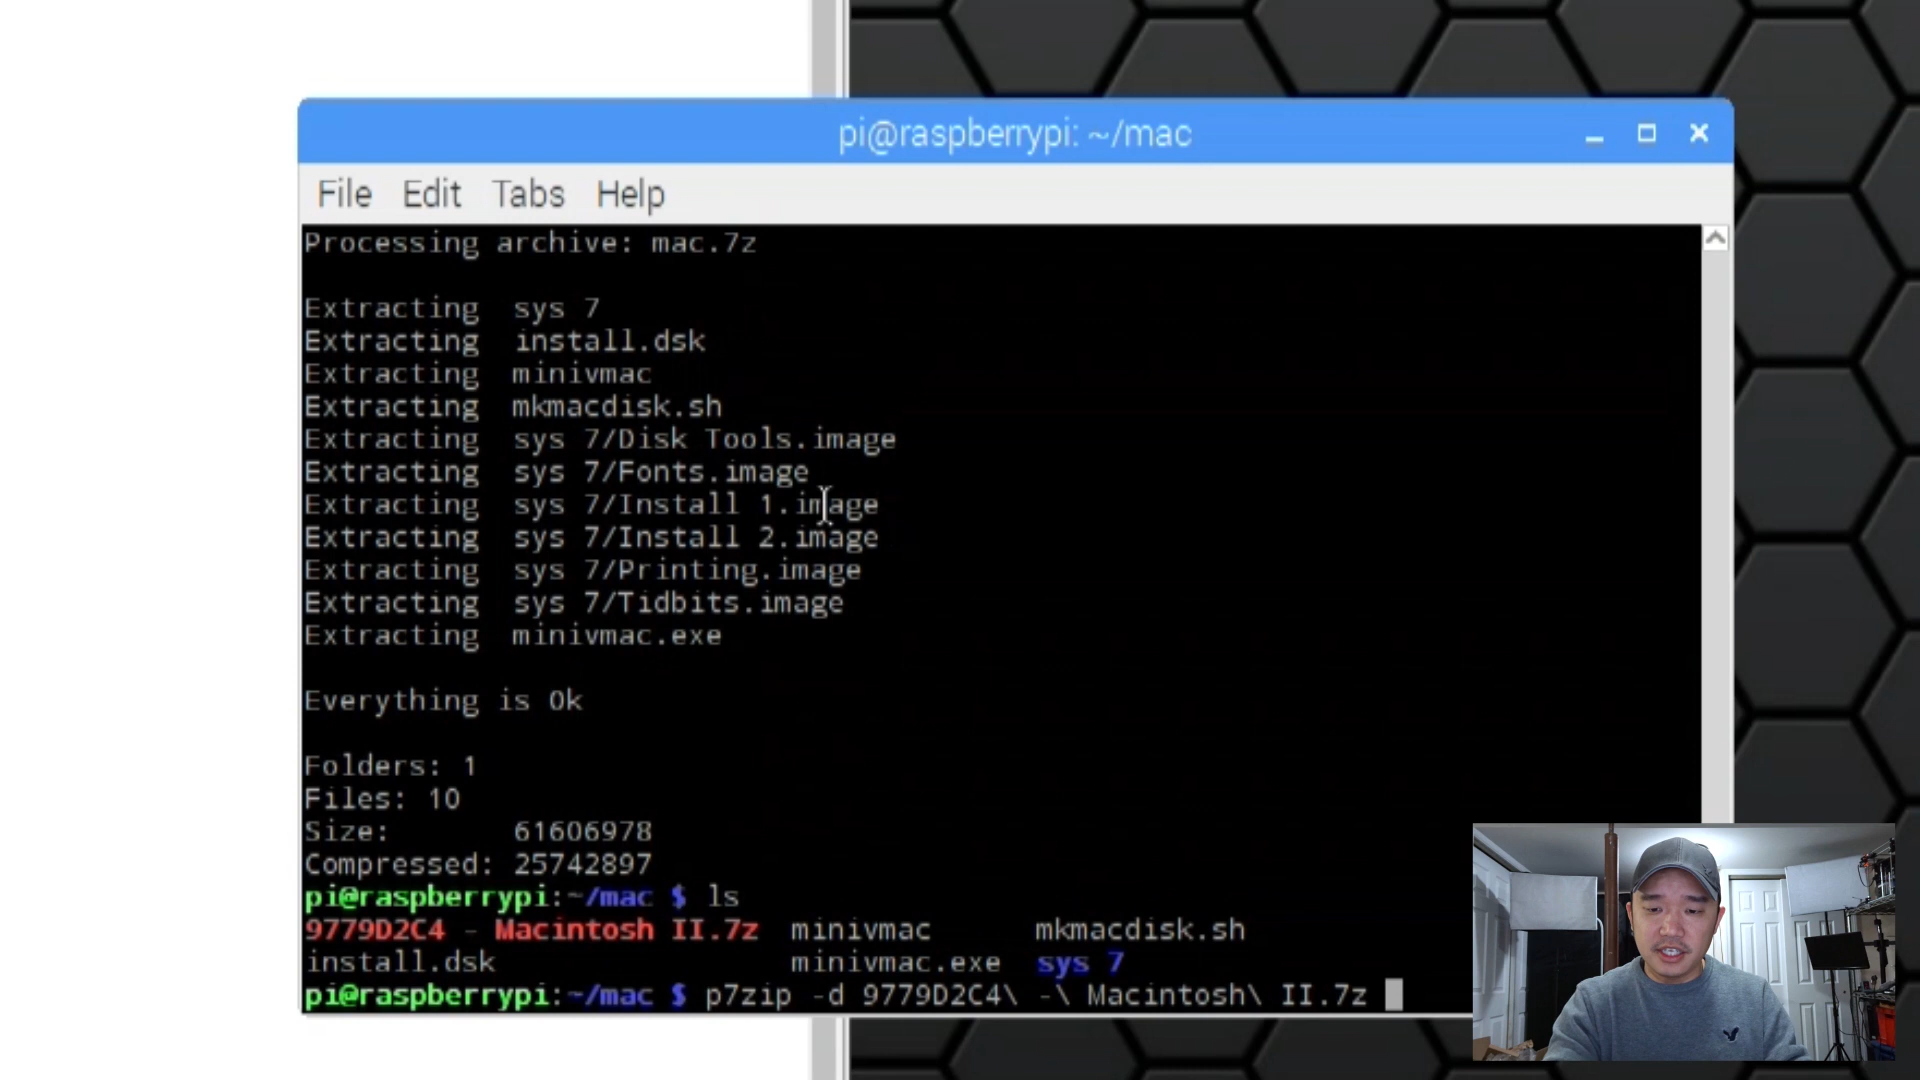 pi@raspberrypi: ~/mac
File Edit Tabs Help
Processing archive: mac.7z
Extracting  sys 7
Extracting  install.dsk
Extracting  minivmac
Extracting  mkmacdisk.sh
Extracting  sys 7/Disk Tools.image
Extracting  sys 7/Fonts.image
Extracting  sys 7/Install 1.image
Extracting  sys 7/Install 2.image
Extracting  sys 7/Printing.image
Extracting  sys 7/Tidbits.image
Extracting  minivmac.exe
Everything is Ok
Folders: 1
Files: 10
Size:       61606978
Compressed: 25742897
pi@raspberrypi:~/mac $ ls
9779D2C4 - Macintosh II.7z  minivmac      mkmacdisk.sh
install.dsk                 minivmac.exe  sys 7
pi@raspberrypi:~/mac $ p7zip -d 9779D2C4\ -\ Macintosh\ II.7z